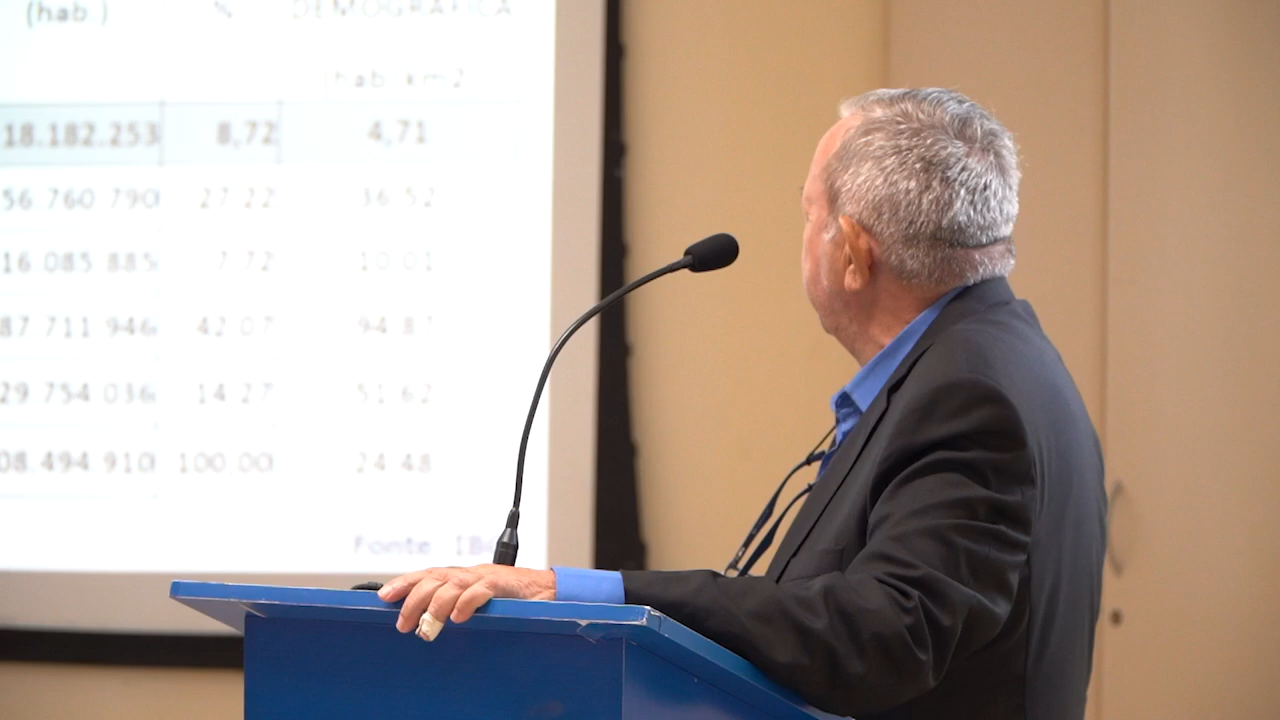 (hab.) % DEMOGRÁFICA
hab km2
18.182.253 8,72 4,71
56 760 790 27 22 36 52
16 085 885 7 72 10 01
87 711 946 42 07 94 8
29 754 036 14 27 51 62
08.494 910 100.00 24 48
Fonte IB